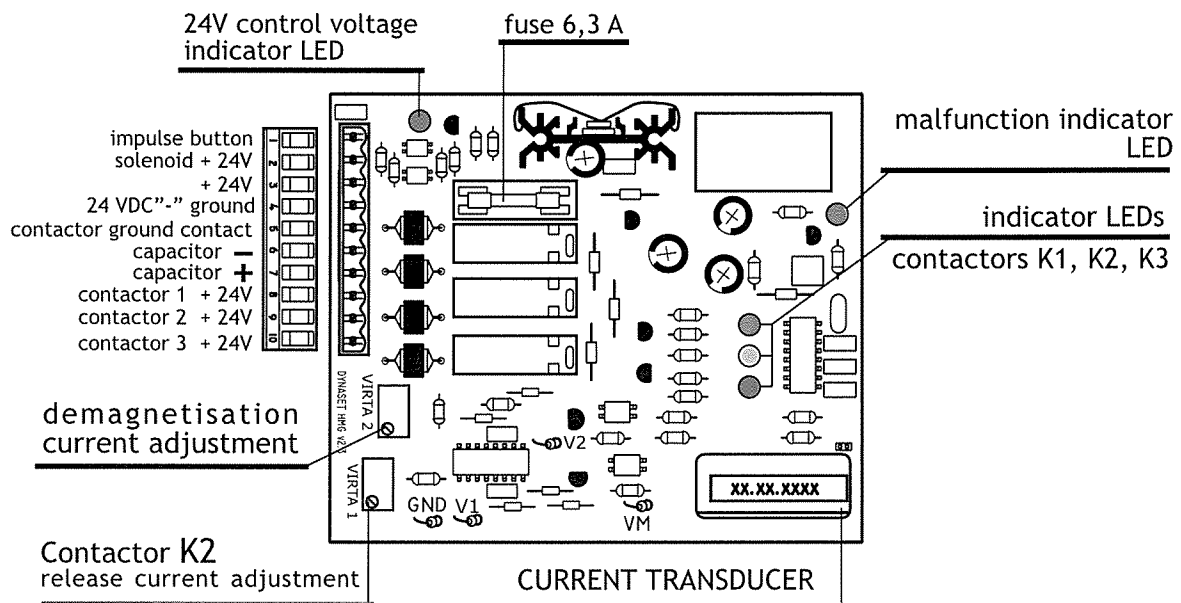 24V control voltage
indicator LED
fuse 6,3 A
malfunction indicator
LED
indicator LEDs
contactors K1, K2, K3
impulse button 1
solenoid + 24V 2
+ 24V 3
24 VDC”-” ground 4
contactor ground contact 5
capacitor − 6
capacitor + 7
contactor 1 + 24V 8
contactor 2 + 24V 9
contactor 3 + 24V 10
demagnetisation
current adjustment
DYNASET HMG
VIRTA 2
VIRTA 1
V2
GND
V1
VM
XX.XX.XXXX
Contactor K2
release current adjustment
CURRENT TRANSDUCER